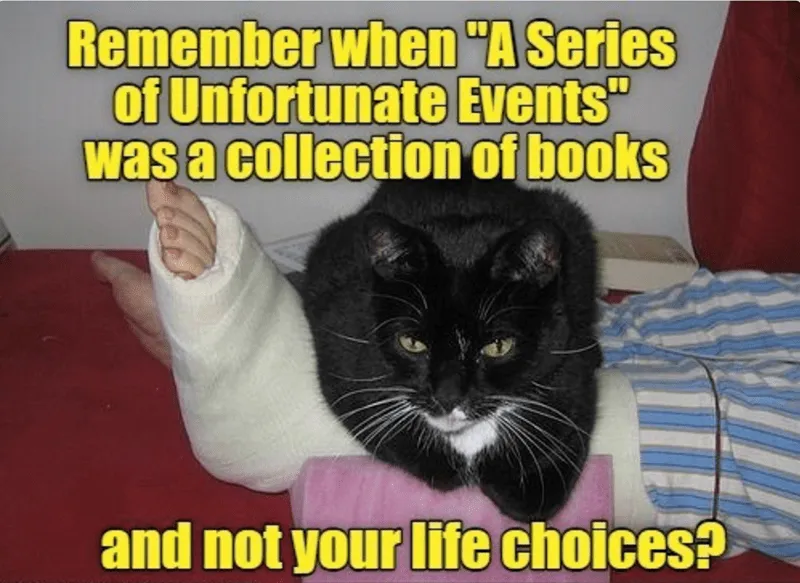 Remember when "A Series
of Unfortunate Events"
was a collection of books
and not your life choices?